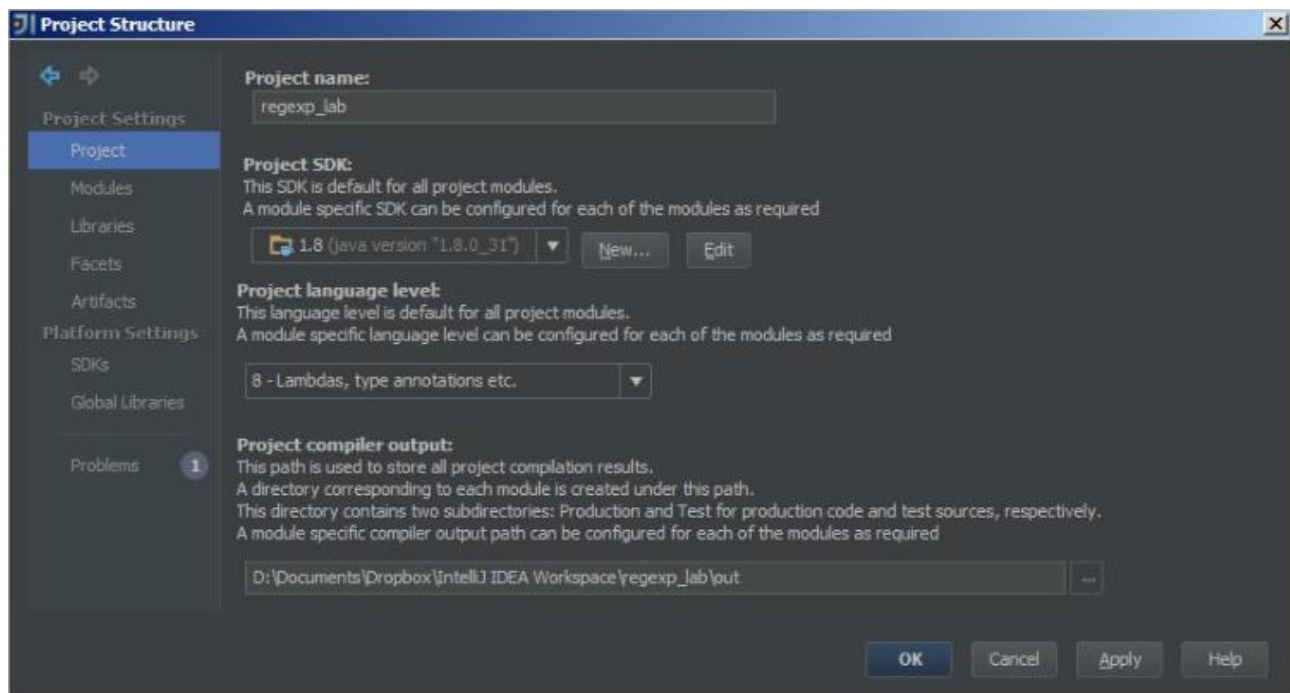 Project Structure
Project Settings
Project
Modules
Libraries
Facets
Artifacts
Platform Settings
SDKs
Global Libraries
Problems 1
Project name:
regexp_lab
Project SDK:
This SDK is default for all project modules.
A module specific SDK can be configured for each of the modules as required
1.8 (java version "1.8.0_31") New... Edit
Project language level:
This language level is default for all project modules.
A module specific language level can be configured for each of the modules as required
8 - Lambdas, type annotations etc.
Project compiler output:
This path is used to store all project compilation results.
A directory corresponding to each module is created under this path.
This directory contains two subdirectories: Production and Test for production code and test sources, respectively.
A module specific compiler output path can be configured for each of the modules as required
D:\Documents\Dropbox\IntelliJ IDEA Workspace\regexp_lab\out ...
OK Cancel Apply Help